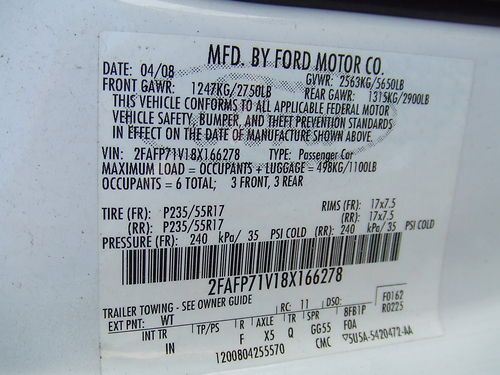 MFD. BY FORD MOTOR CO.
DATE: 04/08 GVWR: 2563KG/5650LB
FRONT GAWR: 1247KG/2750LB REAR GAWR: 1315KG/2900LB
THIS VEHICLE CONFORMS TO ALL APPLICABLE FEDERAL MOTOR
VEHICLE SAFETY, BUMPER, AND THEFT PREVENTION STANDARDS
IN EFFECT ON THE DATE OF MANUFACTURE SHOWN ABOVE.
VIN: 2FAFP71V18X166278 TYPE: Passenger Car
MAXIMUM LOAD = OCCUPANTS + LUGGAGE = 498KG/1100LB
OCCUPANTS = 6 TOTAL; 3 FRONT, 3 REAR
TIRE (FR): P235/55R17 RIMS (FR): 17x7.5
(RR): P235/55R17 (RR): 17x7.5
PRESSURE (FR): 240 kPa/ 35 PSI COLD (RR): 240 kPa/ 35 PSI COLD
2FAFP71V18X166278
TRAILER TOWING - SEE OWNER GUIDE F0162
EXT PNT: WT RC: 11 DSO: R0225
INT TR TP/PS R AXLE TR SPR 8FB1P
IN F X5 Q GG55 F0A
1200804255570 CMC ▽5U5A-5420472-AA